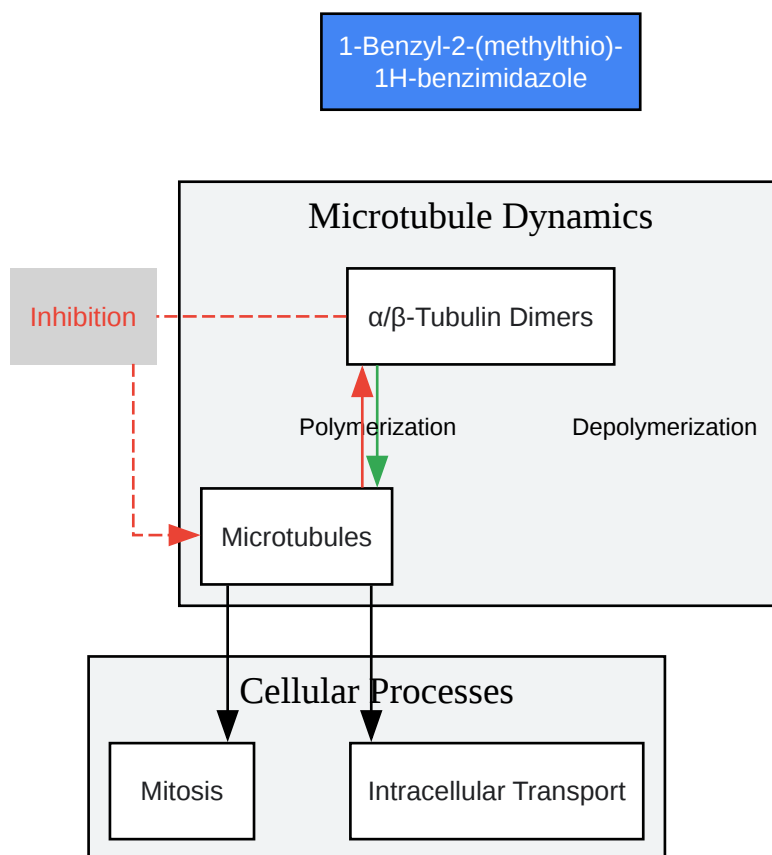 1-Benzyl-2-(methylthio)-
1H-benzimidazole
Microtubule Dynamics
Inhibition
α/β-Tubulin Dimers
Polymerization
Depolymerization
Microtubules
Cellular Processes
Mitosis
Intracellular Transport